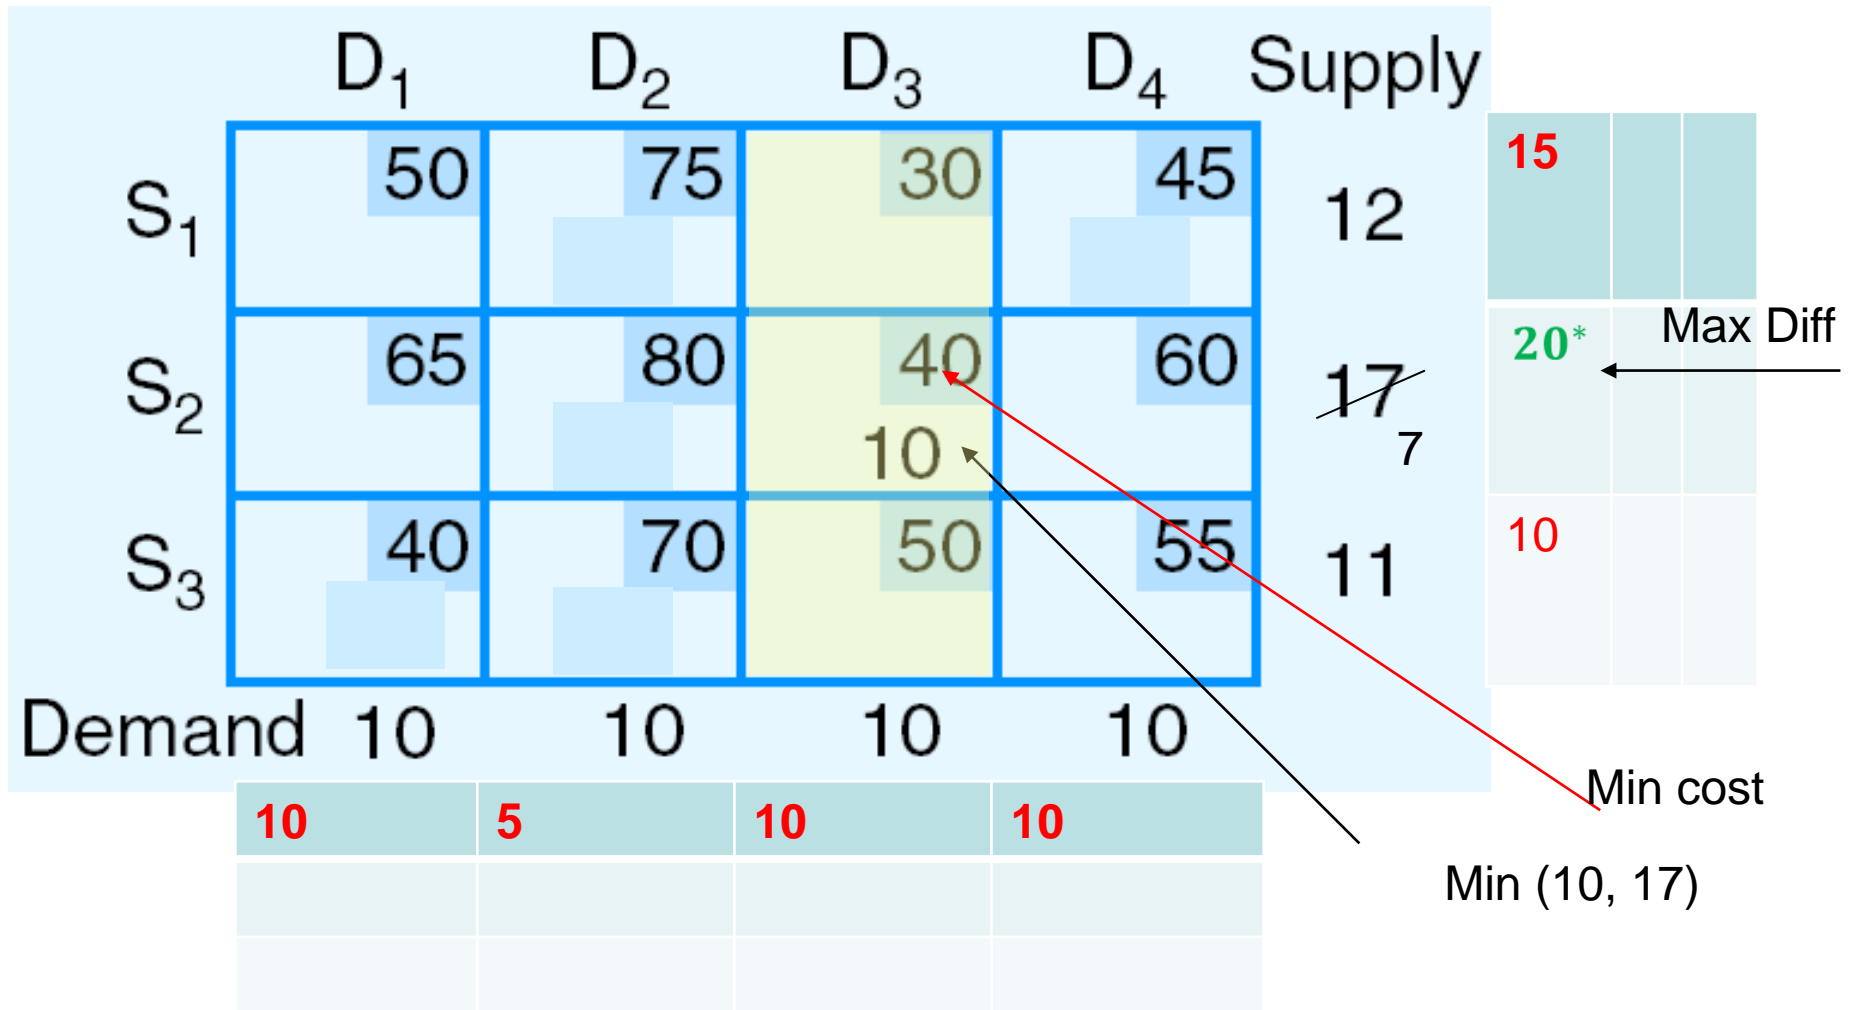 D1 D2 D3 D4 Supply
S1 50 75 30 45 12 15
S2 65 80 40 60 17 20* Max Diff
10 7
S3 40 70 50 55 11 10
Demand 10 10 10 10
10 5 10 10
Min cost
Min (10, 17)